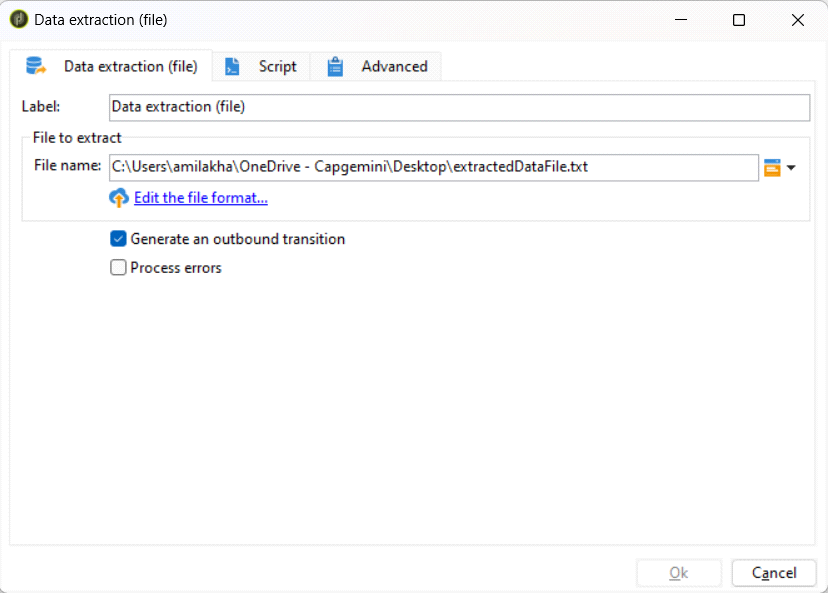 Data extraction (file)
Data extraction (file) Script Advanced
Label: Data extraction (file)
File to extract
File name: C:\Users\amilakha\OneDrive - Capgemini\Desktop\extractedDataFile.txt
Edit the file format...
Generate an outbound transition
Process errors
Ok Cancel